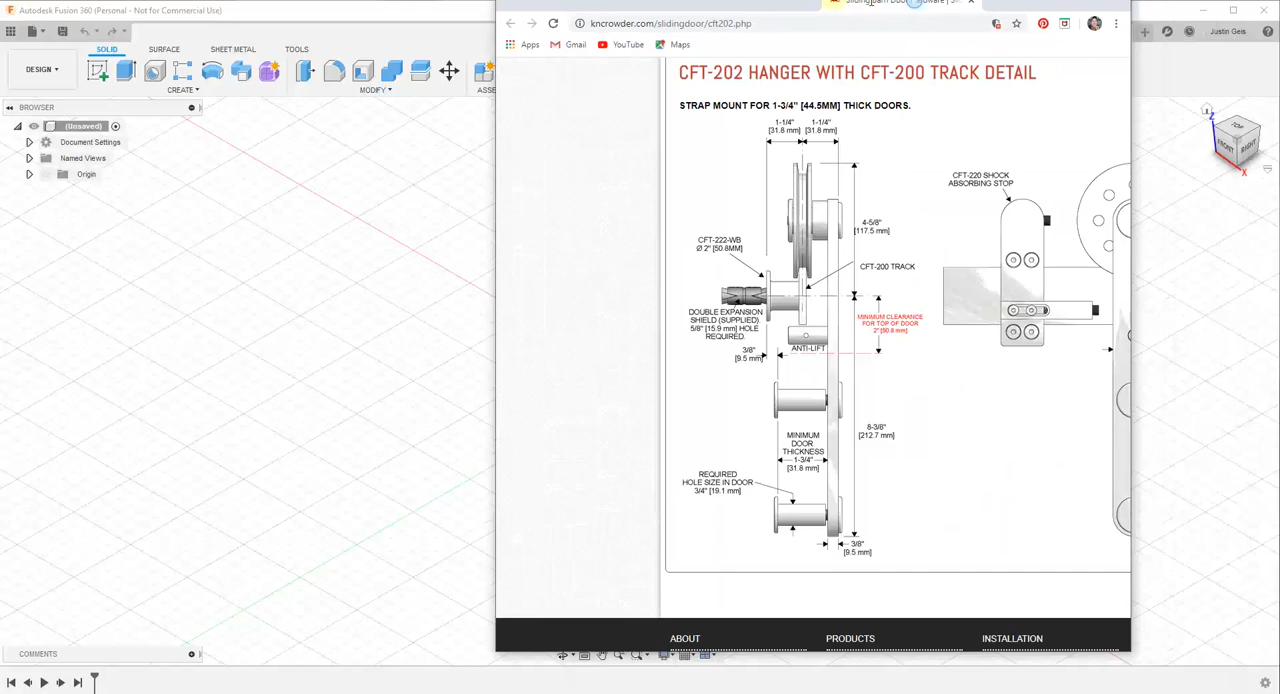 Autodesk Fusion 360 (Personal - Not for Commercial Use)
kncrowder.com/slidingdoor/cft202.php
Apps Gmail YouTube Maps
Justin Geis
SOLID SURFACE SHEET METAL TOOLS
DESIGN
CREATE MODIFY ASSE
BROWSER
(Unsaved)
Document Settings
Named Views
Origin
CFT-202 HANGER WITH CFT-200 TRACK DETAIL
STRAP MOUNT FOR 1-3/4" [44.5MM] THICK DOORS.
1-1/4" 1-1/4"
[31.8 mm] [31.8 mm]
4-5/8"
[117.5 mm]
CFT-222-WB
Ø 2" [50.8MM]
CFT-200 TRACK
DOUBLE EXPANSION
SHIELD (SUPPLIED).
5/8" [15.9 mm] HOLE
REQUIRED.
MINIMUM CLEARANCE
FOR TOP OF DOOR
2" [50.8 mm]
3/8"
[9.5 mm]
ANTI-LIFT
MINIMUM
DOOR
THICKNESS
1-3/4"
[31.8 mm]
8-3/8"
[212.7 mm]
REQUIRED
HOLE SIZE IN DOOR
3/4" [19.1 mm]
3/8"
[9.5 mm]
CFT-220 SHOCK
ABSORBING STOP
ABOUT PRODUCTS INSTALLATION
TOP
FRONT RIGHT
Z
X
COMMENTS